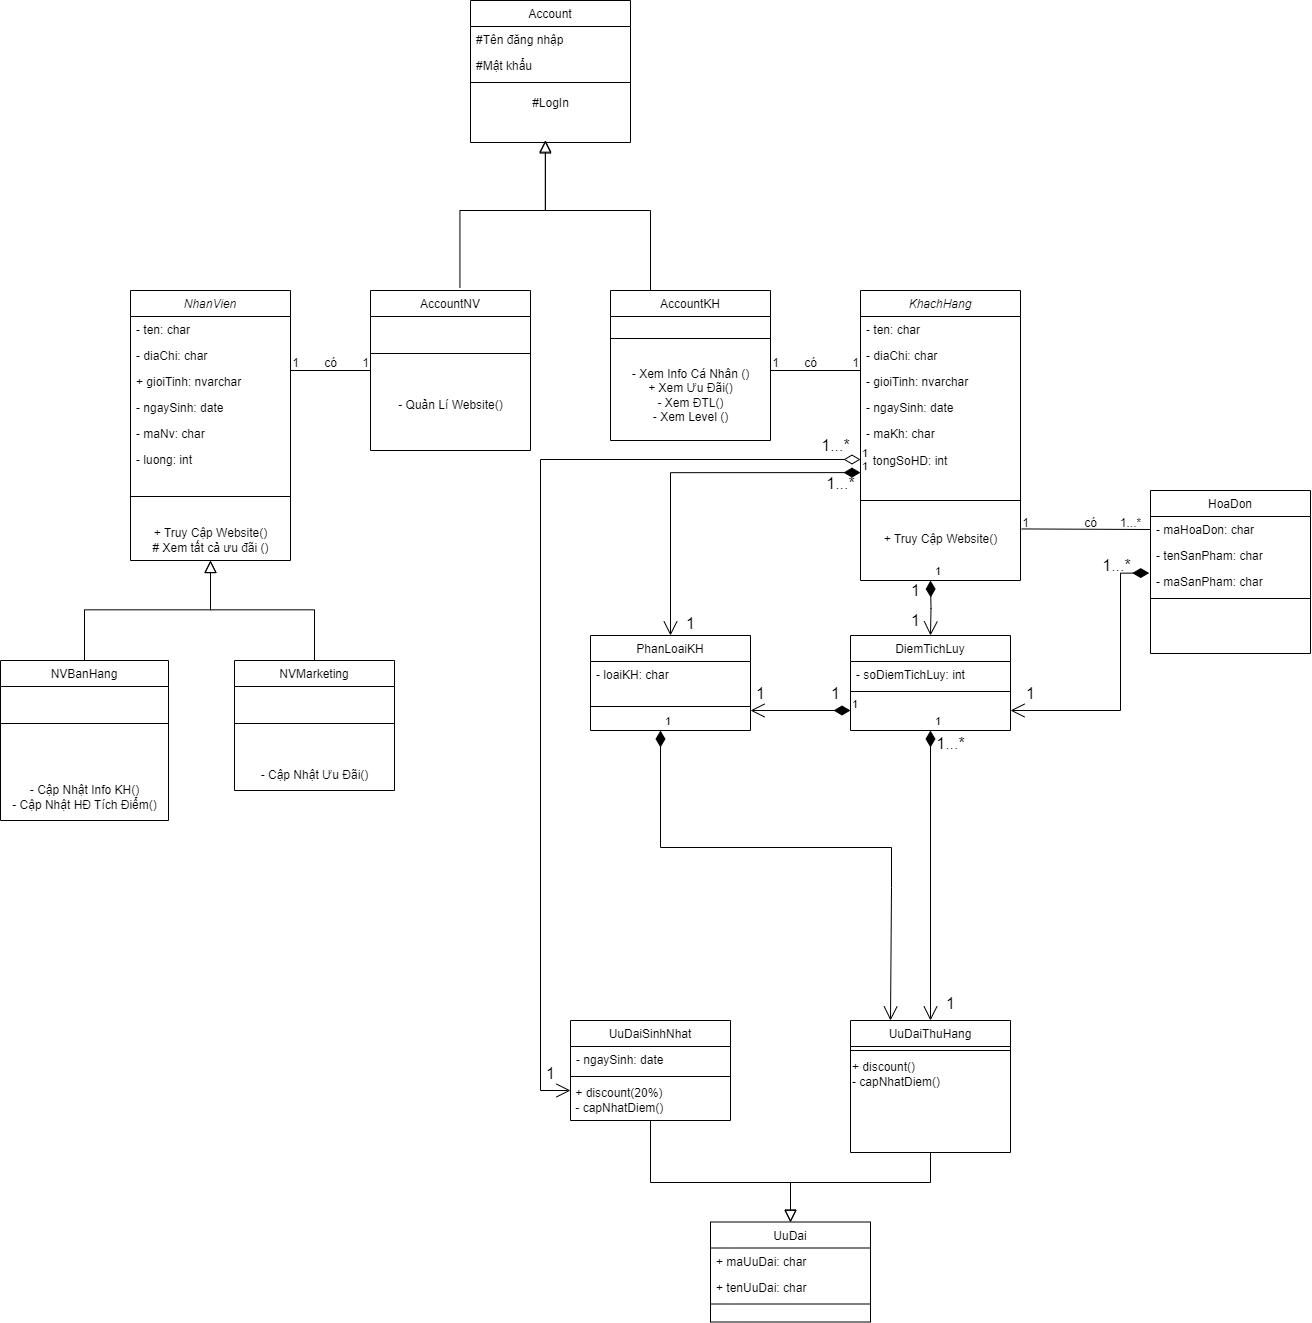 Account
#Tên đăng nhập
#Mật khẩu
#LogIn
NhanVien
- ten: char
- diaChi: char
+ gioiTinh: nvarchar
- ngaySinh: date
- maNv: char
- luong: int
+ Truy Cập Website()
# Xem tất cả ưu đãi ()
1 có 1
AccountNV
- Quản Lí Website()
AccountKH
- Xem Info Cá Nhân ()
+ Xem Ưu Đãi()
- Xem ĐTL()
- Xem Level ()
1 có 1
KhachHang
- ten: char
- diaChi: char
- gioiTinh: nvarchar
- ngaySinh: date
- maKh: char
tongSoHD: int
+ Truy Cập Website()
1...*
1
1
1...*
1 có 1...*
HoaDon
- maHoaDon: char
- tenSanPham: char
- maSanPham: char
1...*
1
1
1
1
NVBanHang
- Cập Nhật Info KH()
- Cập Nhật HĐ Tích Điểm()
NVMarketing
- Cập Nhật Ưu Đãi()
PhanLoaiKH
- loaiKH: char
1
DiemTichLuy
- soDiemTichLuy: int
1 1
1
1
1
1...*
1
1
UuDaiSinhNhat
- ngaySinh: date
+ discount(20%)
- capNhatDiem()
UuDaiThuHang
+ discount()
- capNhatDiem()
UuDai
+ maUuDai: char
+ tenUuDai: char